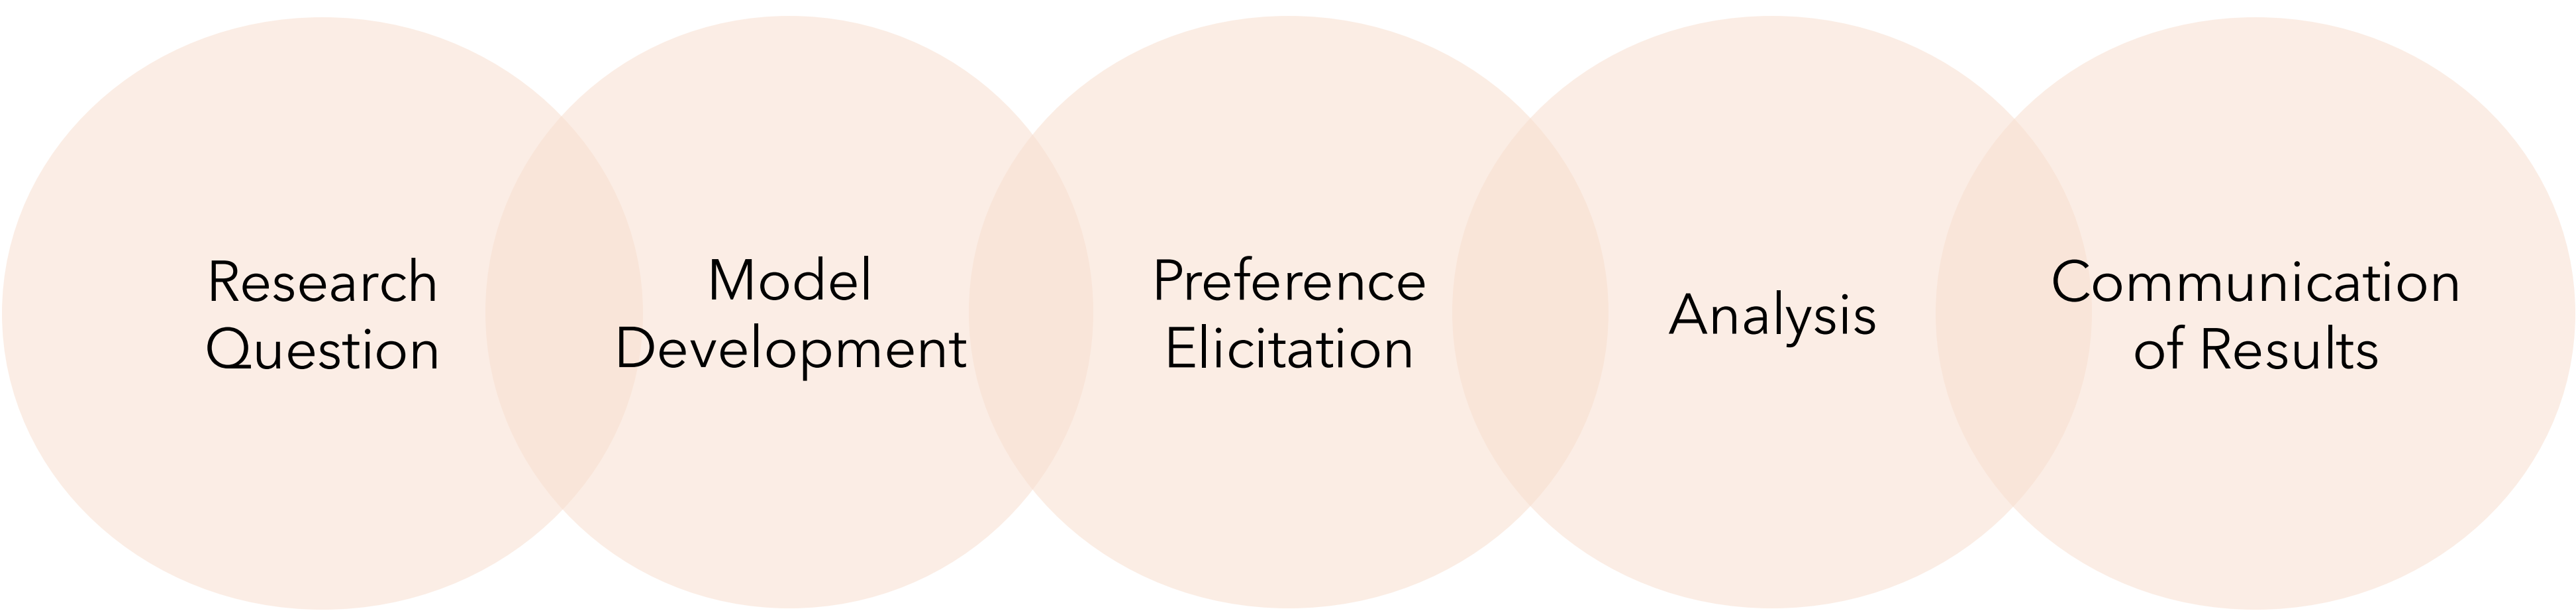 Research
Question
Model
Development
Preference
Elicitation
Analysis
Communication
of Results